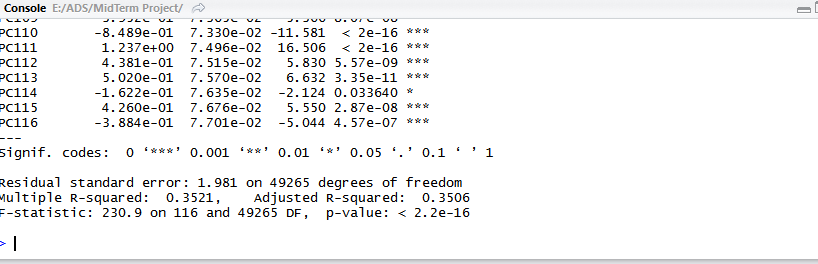 Console E:/ADS/MidTerm Project/
PC110 -8.489e-01 7.330e-02 -11.581 < 2e-16 ***
PC111 1.237e+00 7.496e-02 16.506 < 2e-16 ***
PC112 4.381e-01 7.515e-02 5.830 5.57e-09 ***
PC113 5.020e-01 7.570e-02 6.632 3.35e-11 ***
PC114 -1.622e-01 7.635e-02 -2.124 0.033640 *
PC115 4.260e-01 7.676e-02 5.550 2.87e-08 ***
PC116 -3.884e-01 7.701e-02 -5.044 4.57e-07 ***
---
Signif. codes: 0 ‘***’ 0.001 ‘**’ 0.01 ‘*’ 0.05 ‘.’ 0.1 ‘ ’ 1
Residual standard error: 1.981 on 49265 degrees of freedom
Multiple R-squared: 0.3521, Adjusted R-squared: 0.3506
F-statistic: 230.9 on 116 and 49265 DF, p-value: < 2.2e-16
>